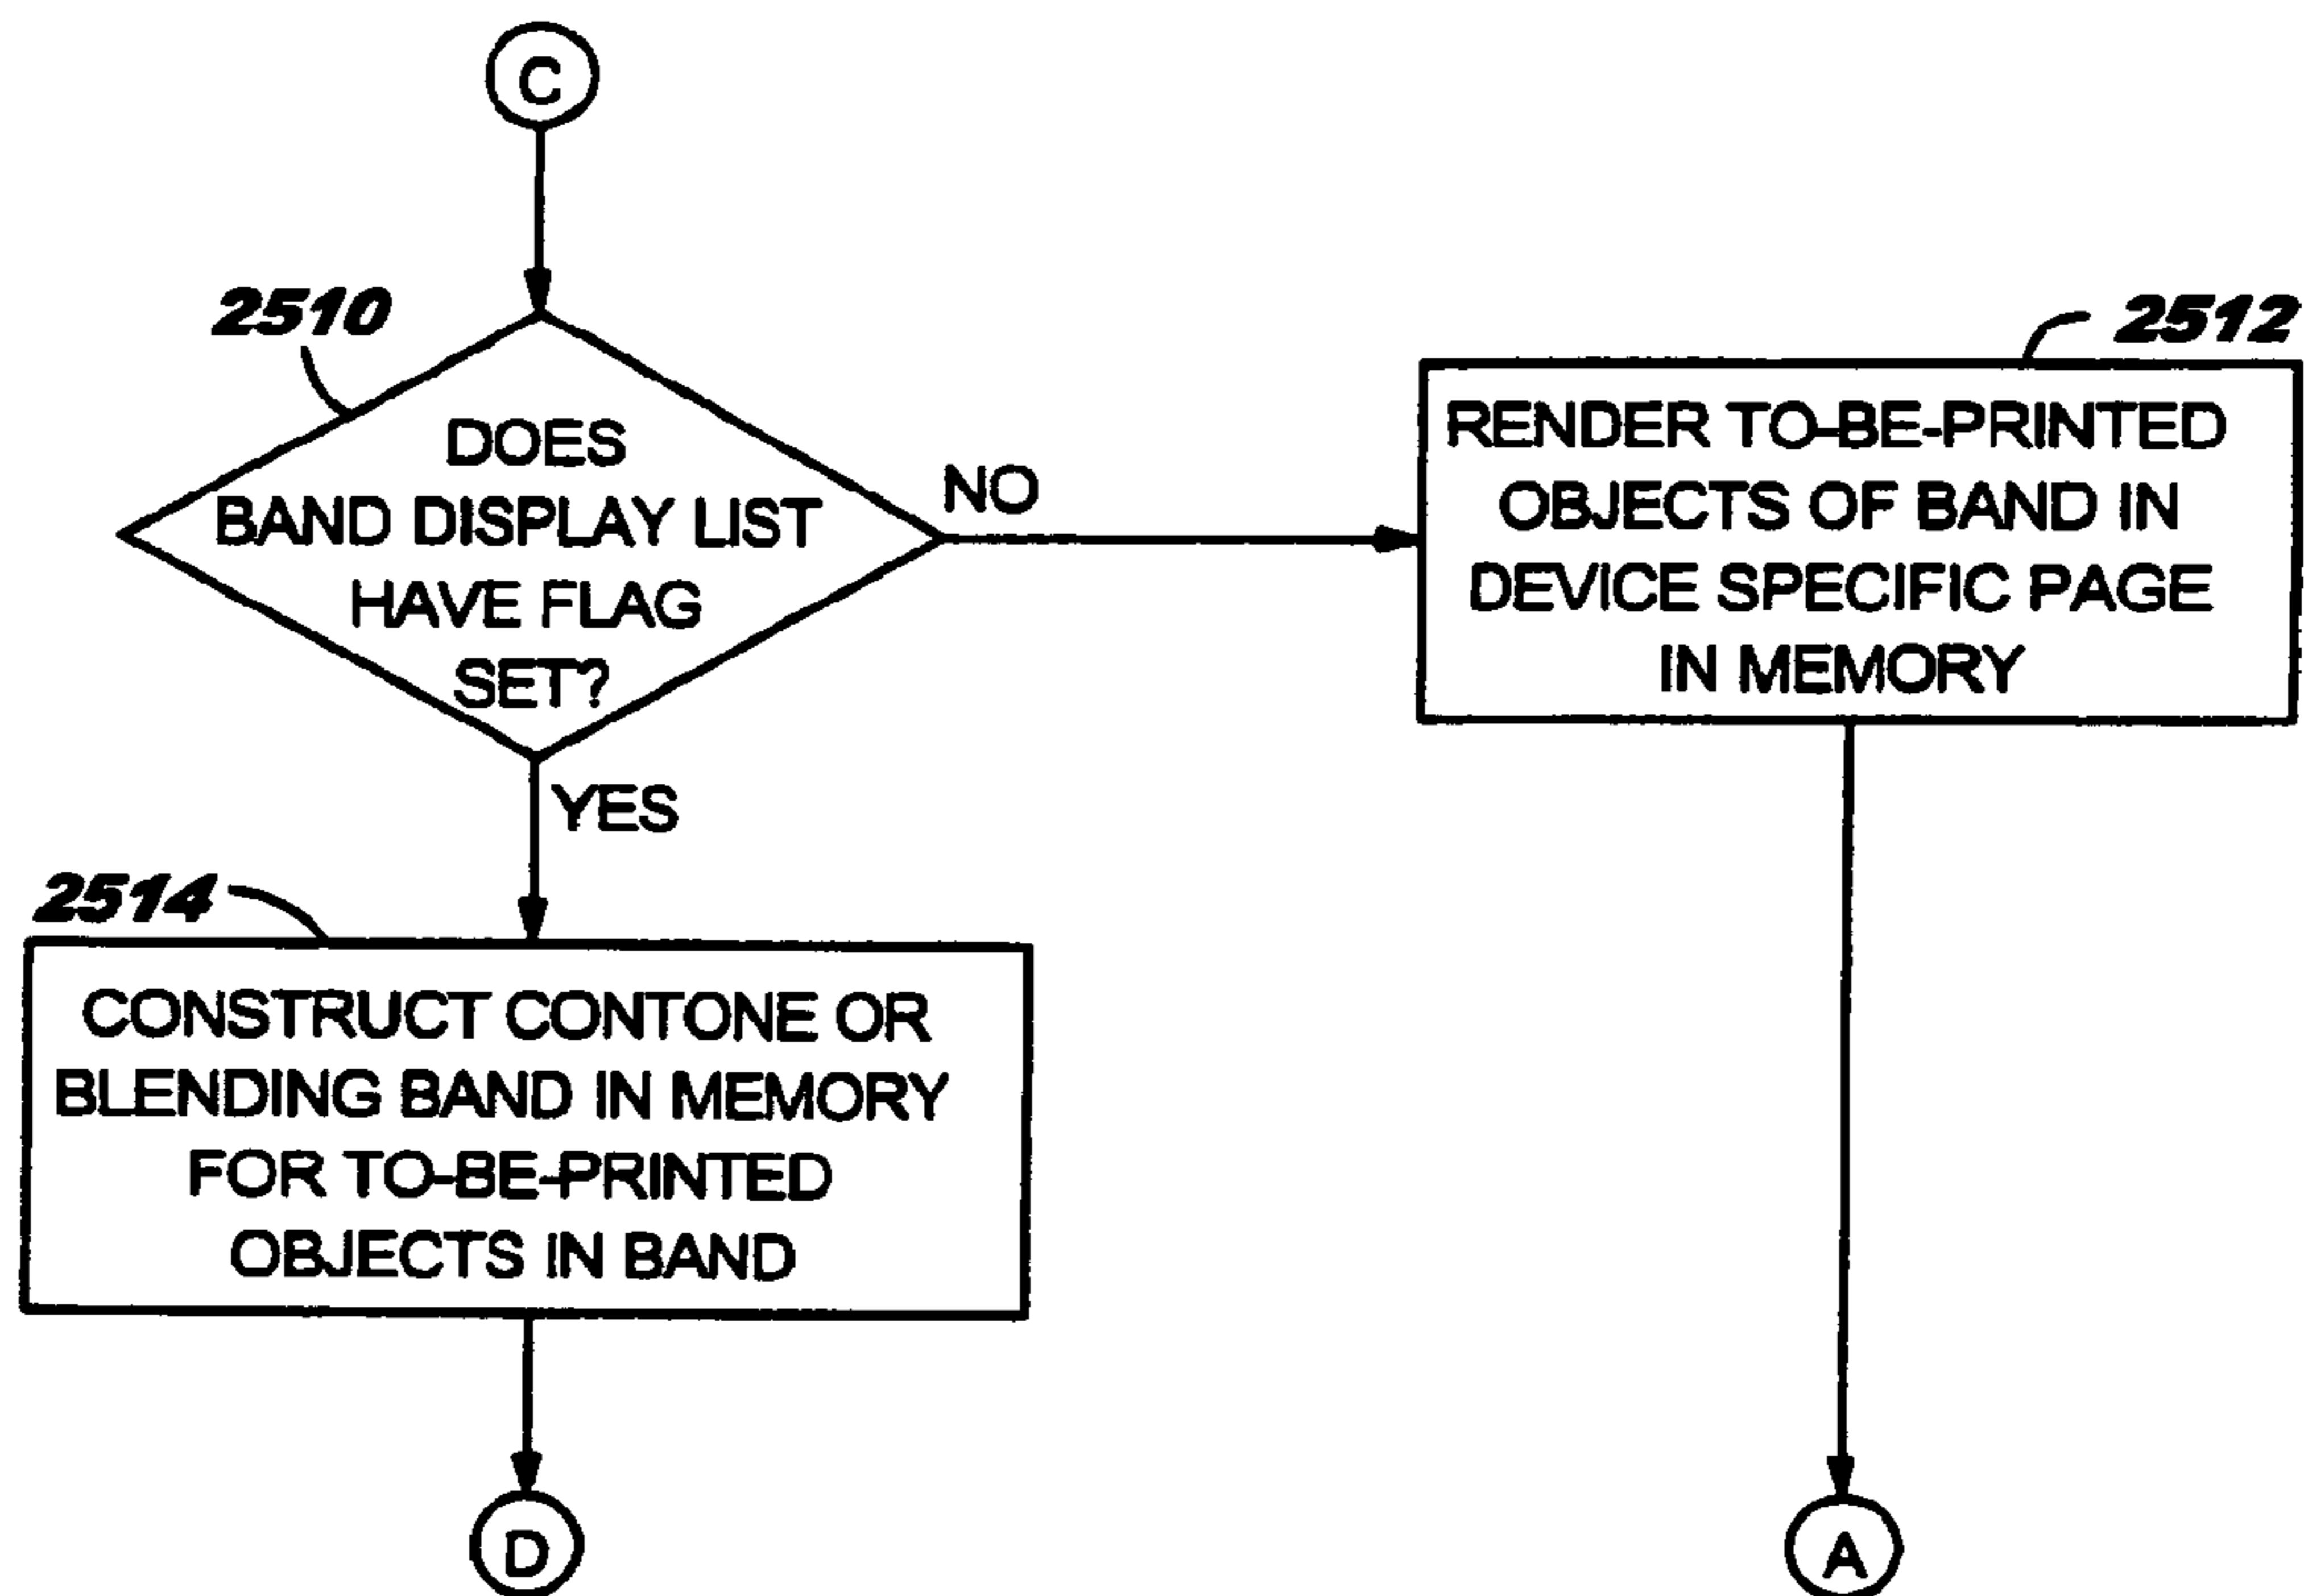 C
2510
DOES
BAND DISPLAY LIST
HAVE FLAG
SET?
NO
YES
2512
RENDER TO-BE-PRINTED
OBJECTS OF BAND IN
DEVICE SPECIFIC PAGE
IN MEMORY
2514
CONSTRUCT CONTONE OR
BLENDING BAND IN MEMORY
FOR TO-BE-PRINTED
OBJECTS IN BAND
D
A